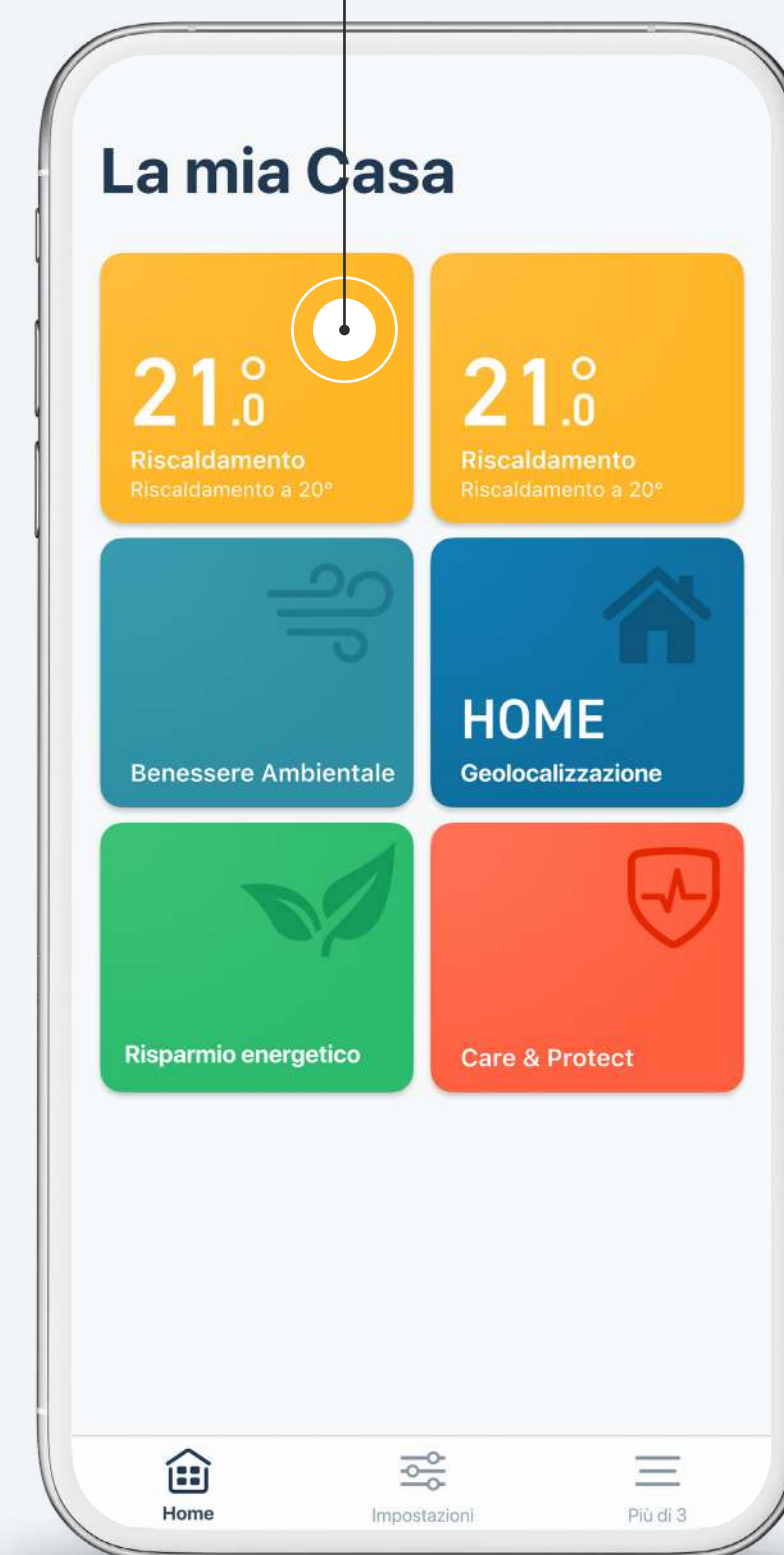 La mia Casa
21.0°
Riscaldamento
Riscaldamento a 20°
21.0°
Riscaldamento
Riscaldamento a 20°
Benessere Ambientale
HOME
Geolocalizzazione
Risparmio energetico
Care & Protect
Home
Impostazioni
Più di 3